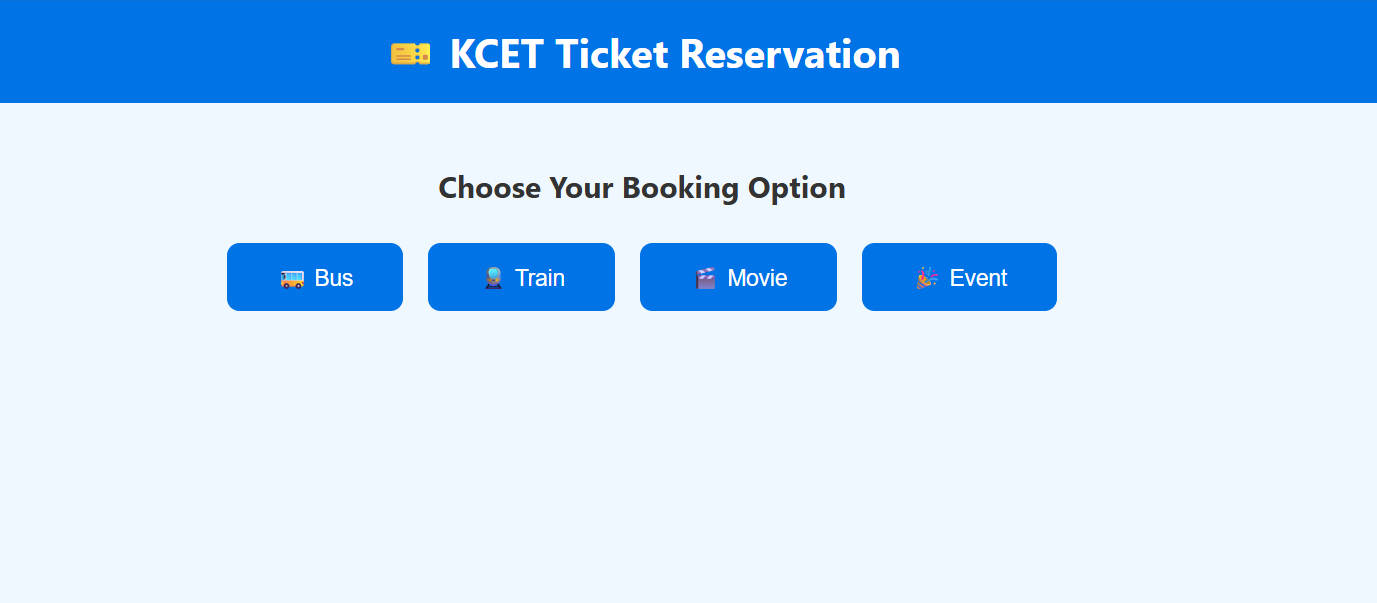 KCET Ticket Reservation
Choose Your Booking Option
Bus Train Movie Event